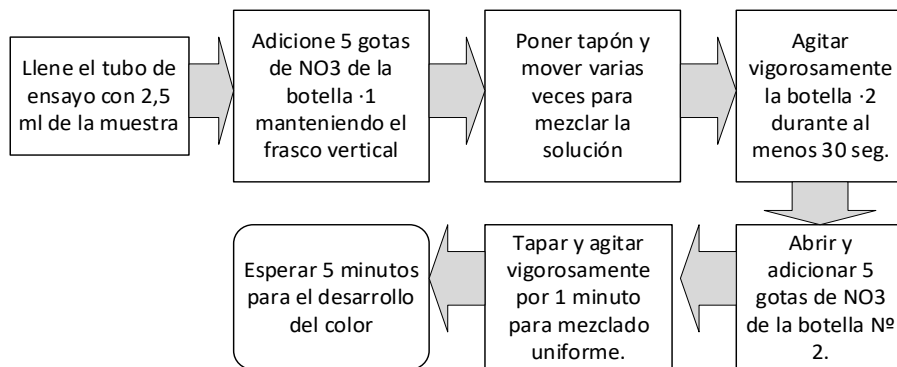 Llene el tubo de
ensayo con 2,5
ml de la muestra
Adicione 5 gotas
de NO3 de la
botella ·1
manteniendo el
frasco vertical
Poner tapón y
mover varias
veces para
mezclar la
solución
Agitar
vigorosamente
la botella ·2
durante al
menos 30 seg.
Abrir y
adicionar 5
gotas de NO3
de la botella Nº
2.
Tapar y agitar
vigorosamente
por 1 minuto
para mezclado
uniforme.
Esperar 5 minutos
para el desarrollo
del color